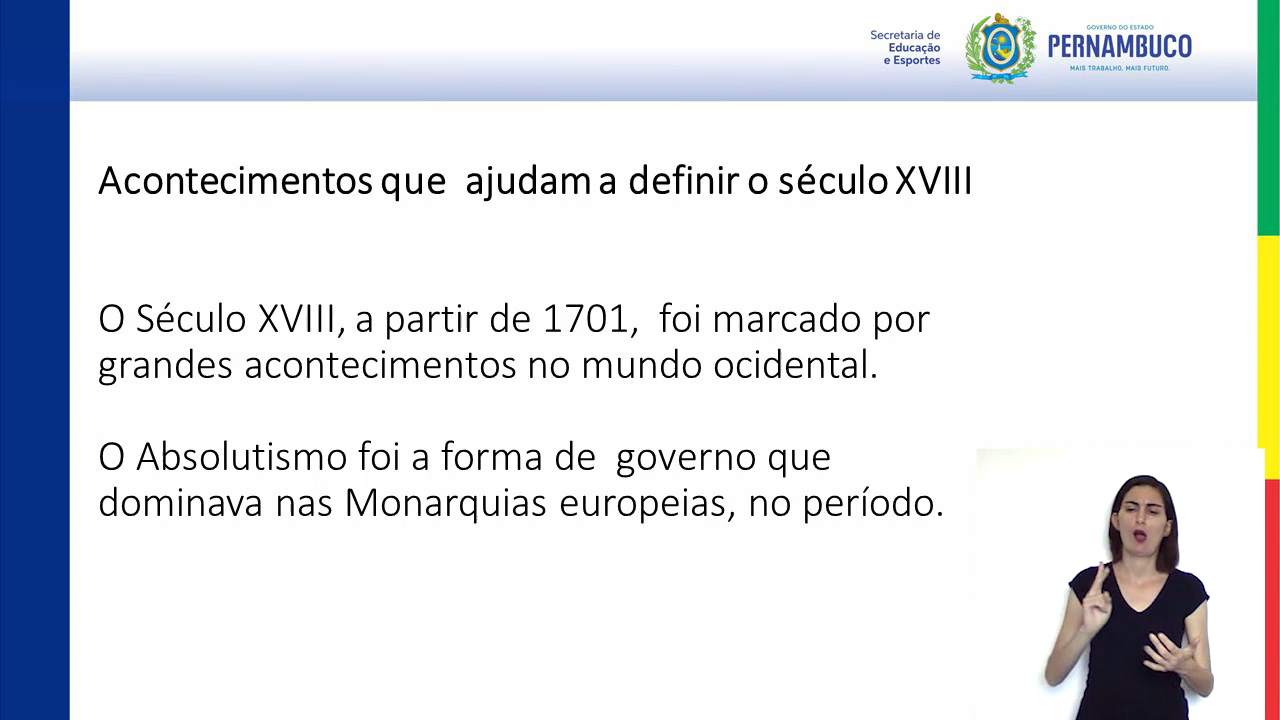 Secretaria de
Educação
e Esportes
GOVERNO DO ESTADO
PERNAMBUCO
MAIS TRABALHO, MAIS FUTURO.
Acontecimentos que ajudam a definir o século XVIII
O Século XVIII, a partir de 1701, foi marcado por
grandes acontecimentos no mundo ocidental.
O Absolutismo foi a forma de governo que
dominava nas Monarquias europeias, no período.